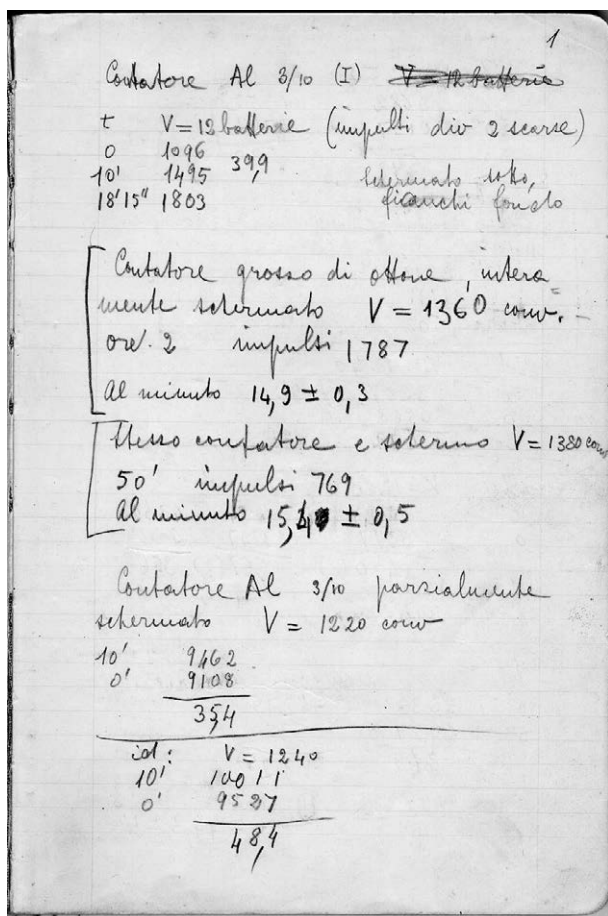 1
Contatore Al 3/10 (I) V=12 batterie
t V=12 batterie (impulsi div 2 scarse)
0 1096
10' 1495 39,9 Schermato sotto,
18'15" 1803 fianchi fondo
Contatore grosso di ottone, intera
mente schermato V = 1360 conv.
ore 2 impulsi 1787
Al minuto 14,9 ± 0,3
Stesso contatore e schermo V = 1380 conv
50' impulsi 769
Al minuto 15,4 ± 0,5
Contatore Al 3/10 parzialmente
schermato V = 1220 conv
10' 9462
0' 9108
35,4
id: V = 1240
10' 10011
0' 9527
48,4